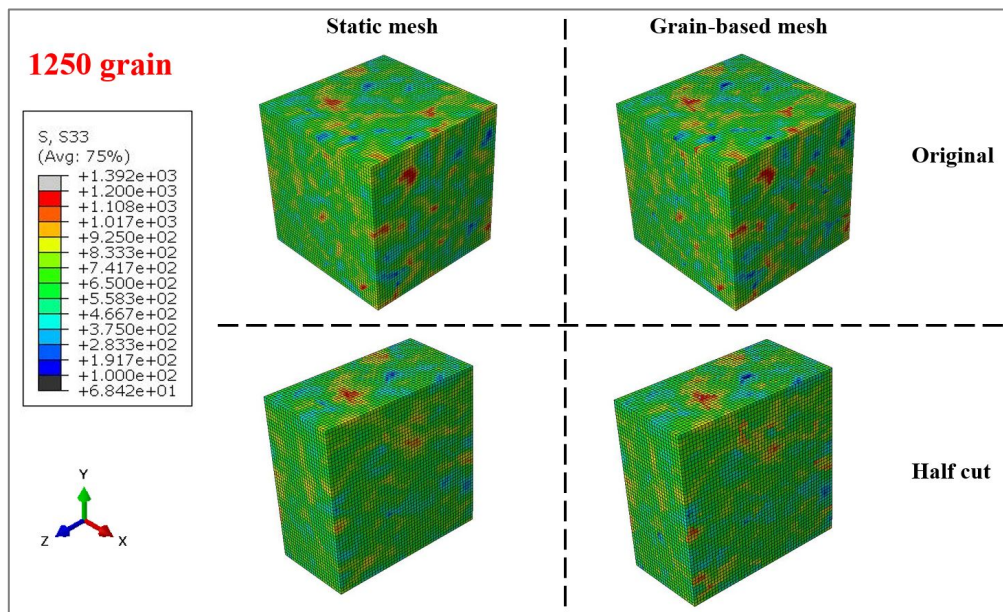 Static mesh
Grain-based mesh
1250 grain
S, S33
(Avg: 75%)
+1.392e+03
+1.200e+03
+1.108e+03
+1.017e+03
+9.250e+02
+8.333e+02
+7.417e+02
+6.500e+02
+5.583e+02
+4.667e+02
+3.750e+02
+2.833e+02
+1.917e+02
+1.000e+02
+6.842e+01
Original
Half cut
Y
Z
X